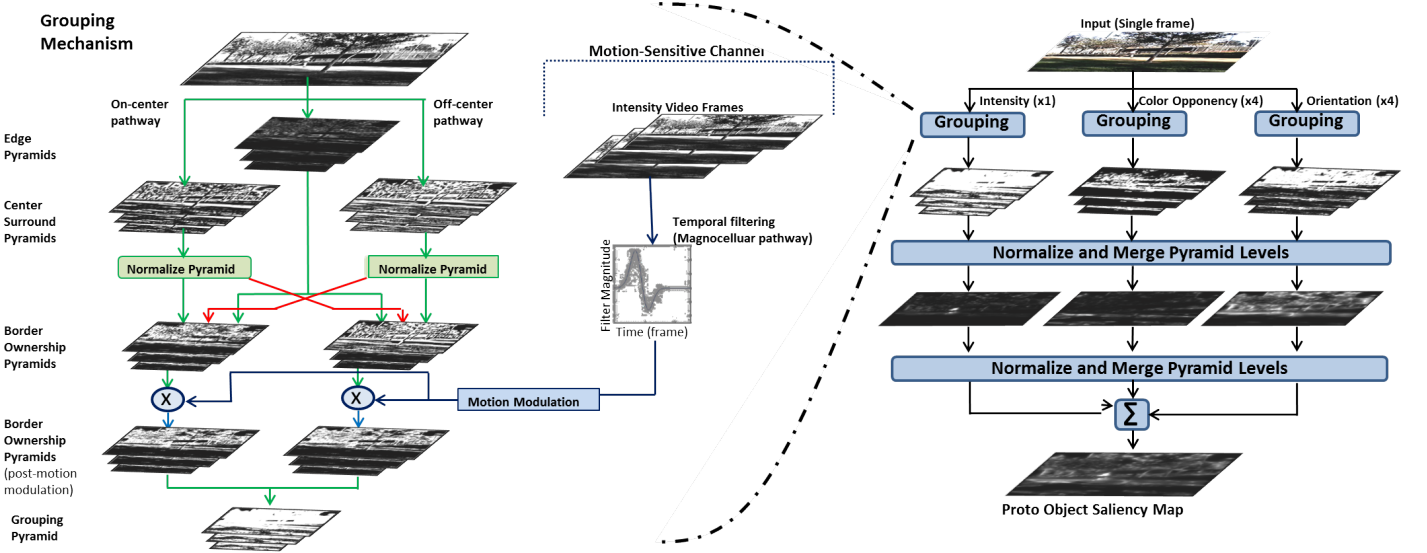 Grouping
Mechanism
On-center
pathway
Off-center
pathway
Edge
Pyramids
Center
Surround
Pyramids
Normalize Pyramid
Normalize Pyramid
Border
Ownership
Pyramids
X
X
Border
Ownership
Pyramids
(post-motion
modulation)
Grouping
Pyramid
Motion-Sensitive Channel
Intensity Video Frames
Temporal filtering
(Magnocelluar pathway)
Filter Magnitude
Time (frame)
Motion Modulation
Input (Single frame)
Intensity (x1)
Color Opponency (x4)
Orientation (x4)
Grouping
Grouping
Grouping
Normalize and Merge Pyramid Levels
Normalize and Merge Pyramid Levels
Σ
Proto Object Saliency Map